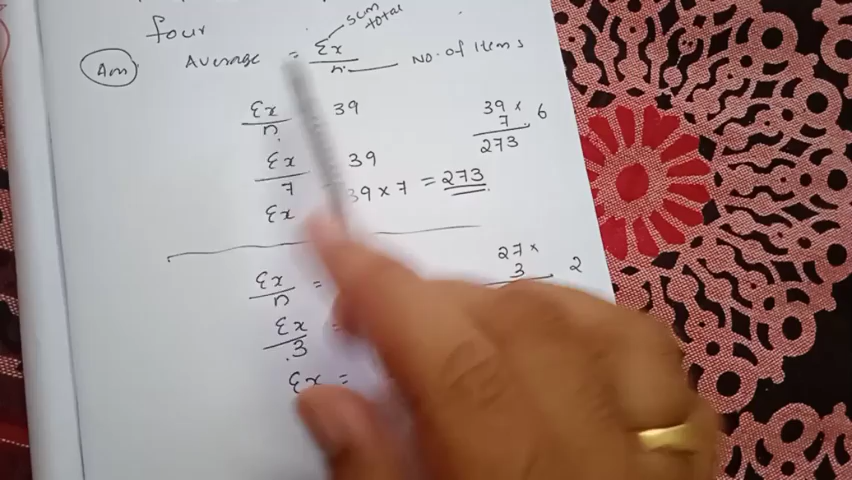 four
sum
total
Ans Average = Σx
n. No. of Items
Σx 39 39 ×
n. 7 6
273
Σx 39
7 39 × 7 = 273
Σx
Σx = 27 ×
n 3 2
Σx =
.3
Σx =